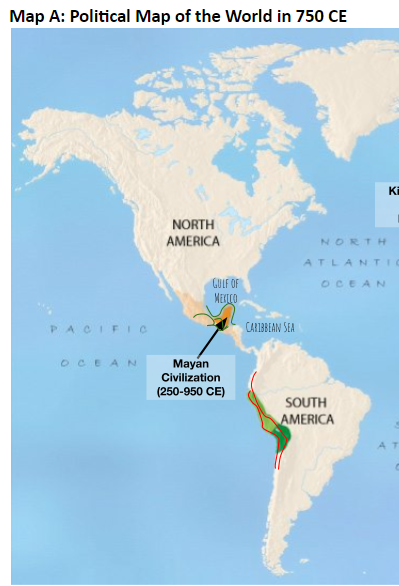 Map A: Political Map of the World in 750 CE
Ki
NORTH
AMERICA
NORTH
ATLANTIC
OCEAN
GULF OF
MEXICO
CARIBBEAN SEA
PACIFIC
OCEAN
Mayan
Civilization
(250-950 CE)
SOUTH
AMERICA
A T